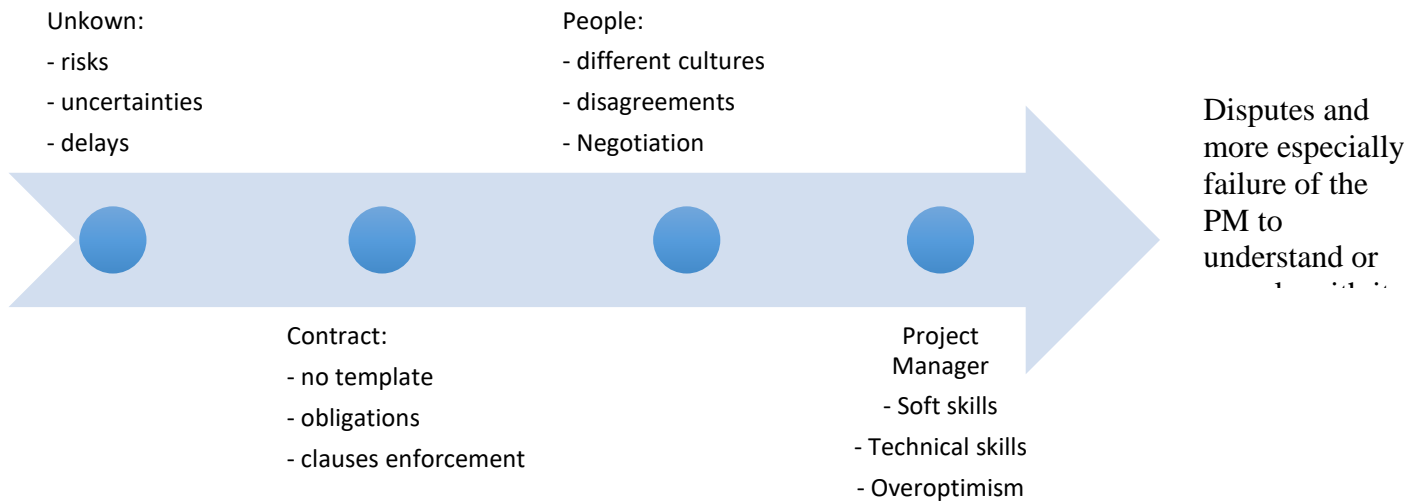 Unkown:
- risks
- uncertainties
- delays
People:
- different cultures
- disagreements
- Negotiation
Disputes and
more especially
failure of the
PM to
understand or
Contract:
- no template
- obligations
- clauses enforcement
Project
Manager
- Soft skills
- Technical skills
- Overoptimism